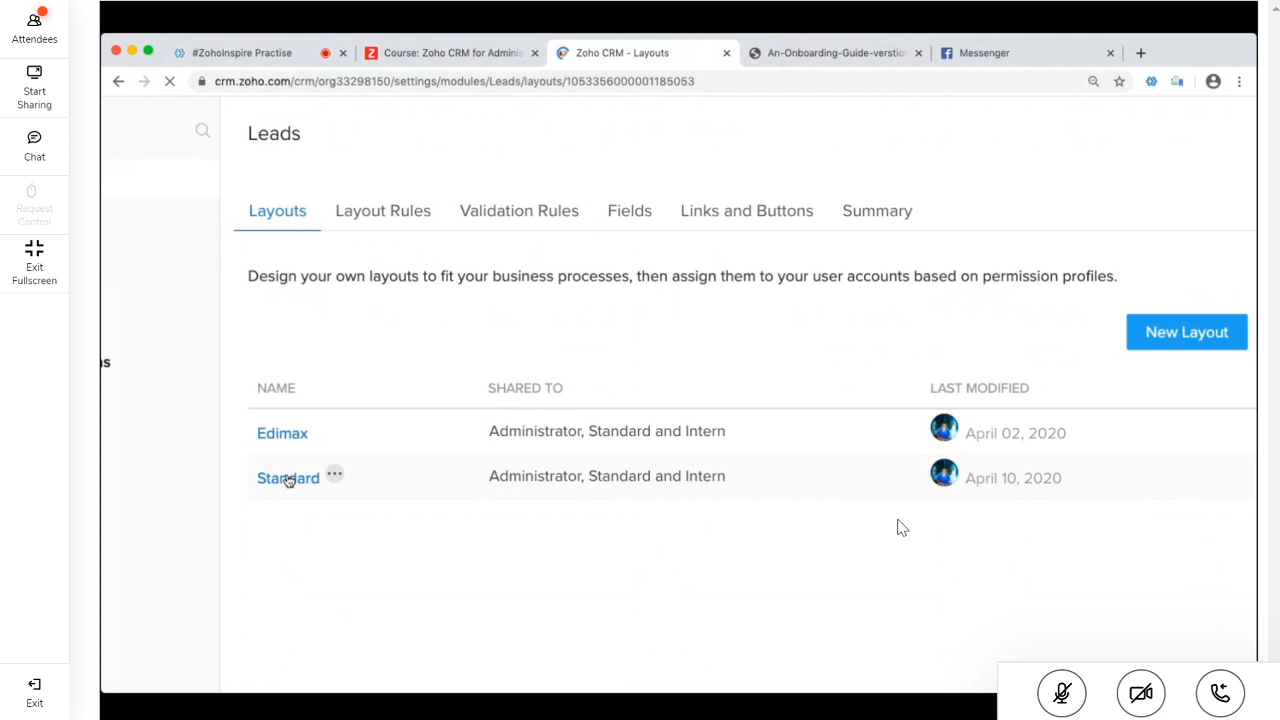 Attendees
Start
Sharing
Chat
Request
Control
Exit
Fullscreen
Exit
#ZohoInspire Practise
Course: Zoho CRM for Adminis
Zoho CRM - Layouts
An-Onboarding-Guide-verstio
Messenger
crm.zoho.com/crm/org33298150/settings/modules/Leads/layouts/1053356000001185053
Leads
Layouts Layout Rules Validation Rules Fields Links and Buttons Summary
Design your own layouts to fit your business processes, then assign them to your user accounts based on permission profiles.
New Layout
NAME SHARED TO LAST MODIFIED
Edimax Administrator, Standard and Intern April 02, 2020
Standard Administrator, Standard and Intern April 10, 2020